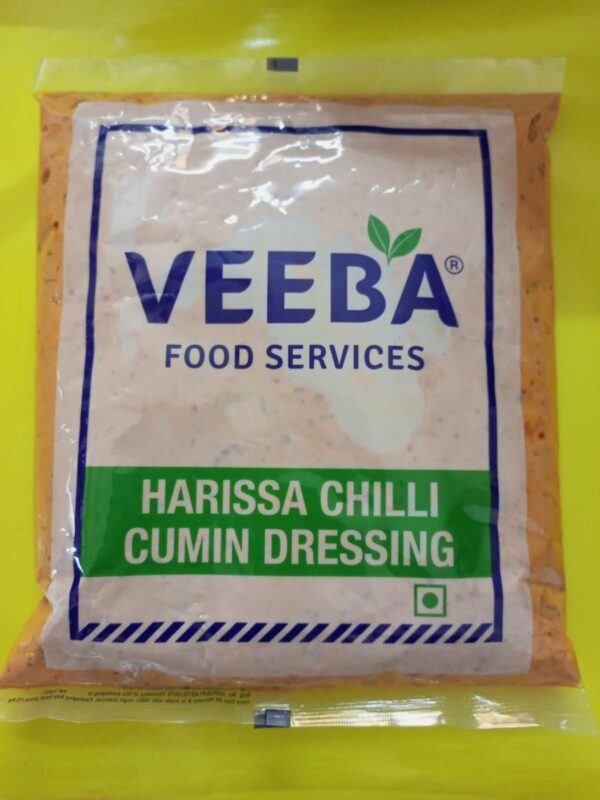 VEEBA®
FOOD SERVICES
HARISSA CHILLI
CUMIN DRESSING